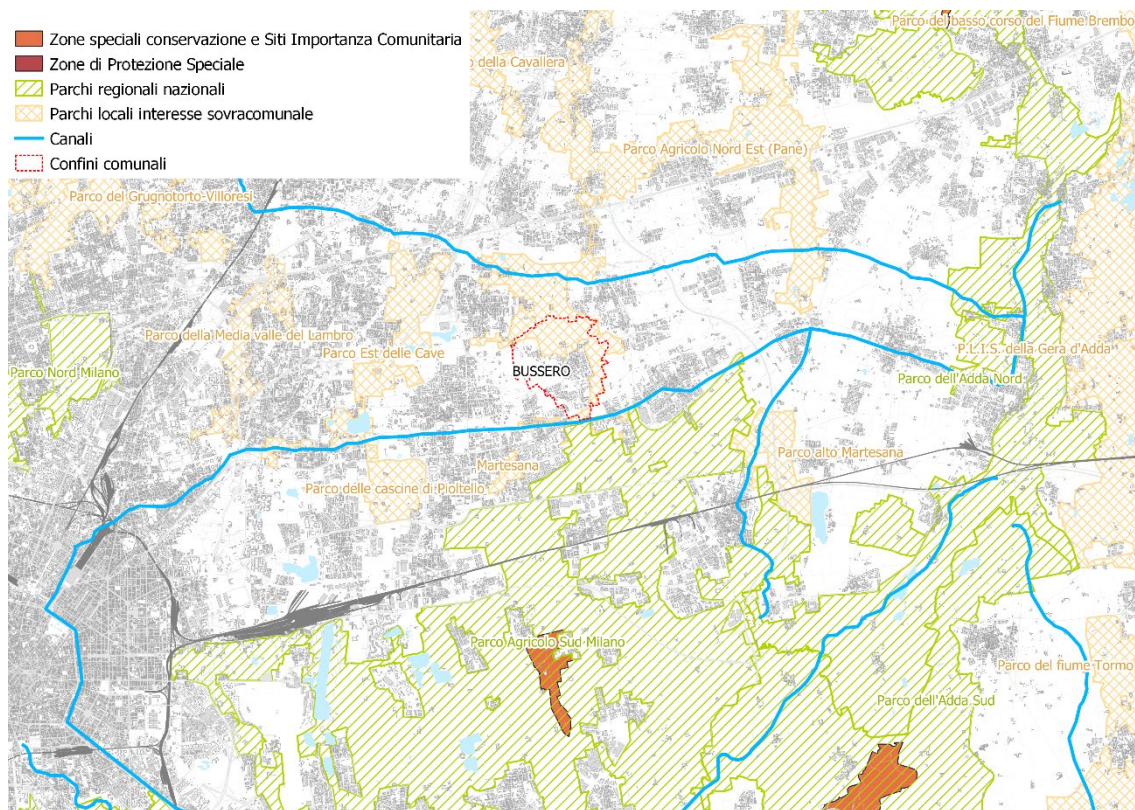 Zone speciali conservazione e Siti Importanza Comunitaria
Zone di Protezione Speciale
Parchi regionali nazionali
Parchi locali interesse sovracomunale
Canali
Confini comunali
Parco del basso corso del Fiume Brembo
o della Cavallera
Parco Agricolo Nord Est (Pane)
Parco del Grugnotorto-Villoresi
Parco della Media valle del Lambro
Parco Est delle Cave
P.L.I.S. della Gera d'Adda
Parco Nord Milano
BUSSERO
Parco dell'Adda Nord
Parco alto Martesana
Martesana
Parco delle cascine di Pioltello
Parco Agricolo Sud Milano
Parco del fiume Tormo
Parco dell'Adda Sud